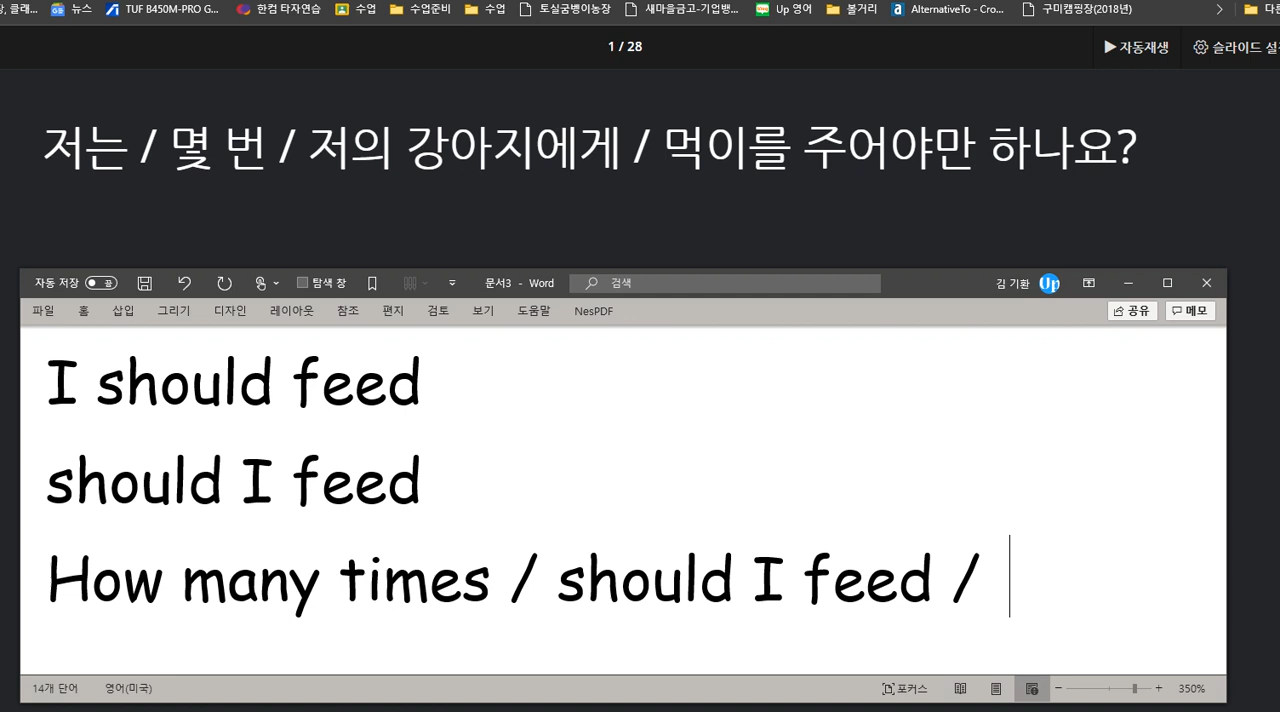 장, 클래... 뉴스 TUF B450M-PRO G... 한컴 타자연습 수업 수업준비 수업 토실굼벵이농장 새마을금고-기업뱅... Up 영어 볼거리 AlternativeTo - Cro... 구미캠핑장(2018년) 다른
1 / 28 자동재생 슬라이드 설
저는 / 몇 번 / 저의 강아지에게 / 먹이를 주어야만 하나요?
자동 저장 끔 탐색 창 문서3 - Word 검색 김 기환 Up
파일 홈 삽입 그리기 디자인 레이아웃 참조 편지 검토 보기 도움말 NesPDF 공유 메모
I should feed
should I feed
How many times / should I feed /
14개 단어 영어(미국) 포커스 350%